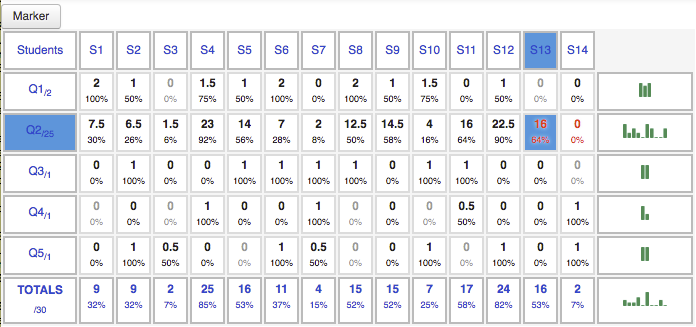 Marker
Students S1 S2 S3 S4 S5 S6 S7 S8 S9 S10 S11 S12 S13 S14
Q1/2 2 1 0 1.5 1 2 0 2 1 1.5 0 1 0 0
100% 50% 0% 75% 50% 100% 0% 100% 50% 75% 0% 50% 0% 0%
Q2/25 7.5 6.5 1.5 23 14 7 2 12.5 14.5 4 16 22.5 16 0
30% 26% 6% 92% 56% 28% 8% 50% 58% 16% 64% 90% 64% 0%
Q3/1 0 1 0 0 1 1 1 0 0 1 1 0 0 0
0% 100% 0% 0% 100% 100% 100% 0% 0% 100% 100% 0% 0% 0%
Q4/1 0 0 0 1 0 0 1 0 0 0 0.5 0 0 1
0% 0% 0% 100% 0% 0% 100% 0% 0% 0% 50% 0% 0% 100%
Q5/1 0 1 0.5 0 0 1 0.5 0 0 1 0 1 0 1
0% 100% 50% 0% 0% 100% 50% 0% 0% 100% 0% 100% 0% 100%
TOTALS 9 9 2 25 16 11 4 15 15 7 17 24 16 2
/30 32% 32% 7% 85% 53% 37% 15% 52% 52% 25% 58% 82% 53% 7%